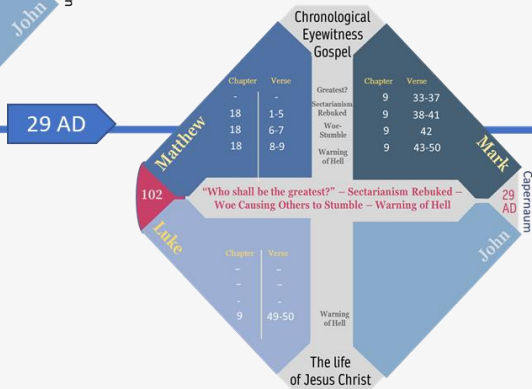 John
n
29 AD
Chronological
Eyewitness
Gospel
Matthew
Chapter Verse
- -
18 1-5
18 6-7
18 8-9
Greatest?
Sectarianism
Rebuked
Woe-
Stumble
Warning
of Hell
Chapter Verse
9 33-37
9 38-41
9 42
9 43-50
Mark
102
"Who shall be the greatest?" – Sectarianism Rebuked –
Woe Causing Others to Stumble – Warning of Hell
29
AD
Capernaum
Luke
Chapter Verse
– –
– –
- -
9 49-50
Warning
of Hell
John
The life
of Jesus Christ